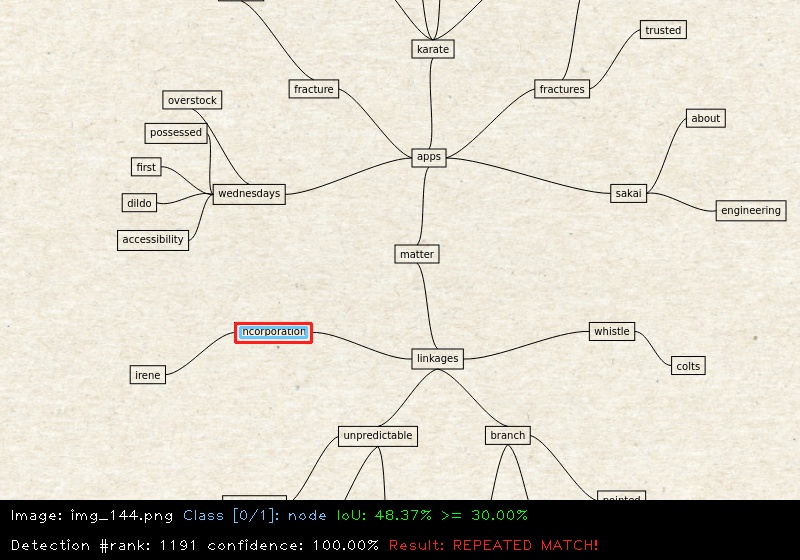 karate
trusted
fracture
fractures
overstock
about
possessed
apps
first
wednesdays
sakai
dildo
engineering
accessibility
matter
ncorporation
whistle
linkages
irene
colts
unpredictable
branch
pointed
Image: img_144.png Class [0/1]: node IoU: 48.37% >= 30.00%
Detection #rank: 1191 confidence: 100.00% Result: REPEATED MATCH!